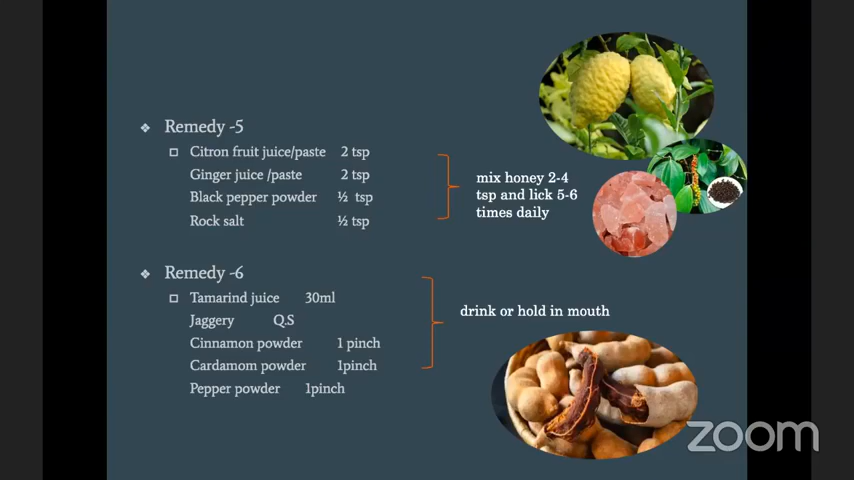 ❖ Remedy -5
Citron fruit juice/paste 2 tsp
Ginger juice /paste 2 tsp
Black pepper powder ½ tsp
Rock salt ½ tsp
mix honey 2-4
tsp and lick 5-6
times daily
❖ Remedy -6
Tamarind juice 30ml
Jaggery Q.S
Cinnamon powder 1 pinch
Cardamom powder 1pinch
Pepper powder 1pinch
drink or hold in mouth
zoom